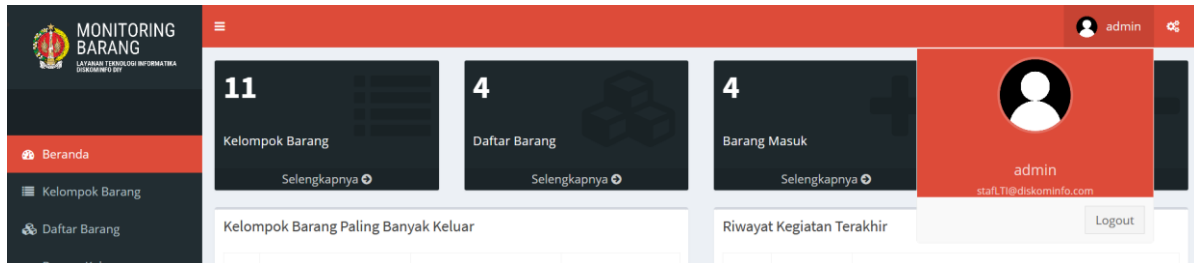 MONITORING
BARANG
LAYANAN TEKNOLOGI INFORMATIKA
DISKOMINFO DIY
admin
Beranda
Kelompok Barang
Daftar Barang
11
Kelompok Barang
Selengkapnya
4
Daftar Barang
Selengkapnya
4
Barang Masuk
Selengkapnya
admin
stafLTI@diskominfo.com
Logout
Kelompok Barang Paling Banyak Keluar
Riwayat Kegiatan Terakhir